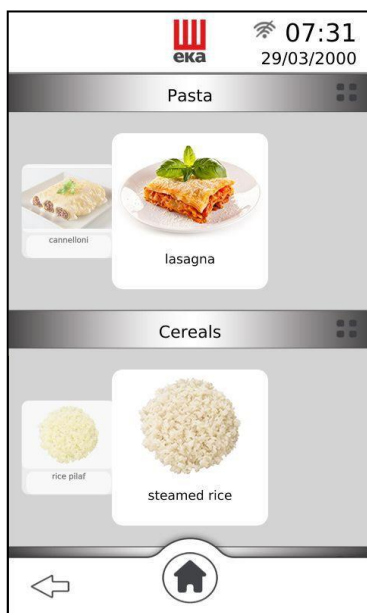 eka
07:31
29/03/2000
Pasta
cannelloni
lasagna
Cereals
rice pilaf
steamed rice